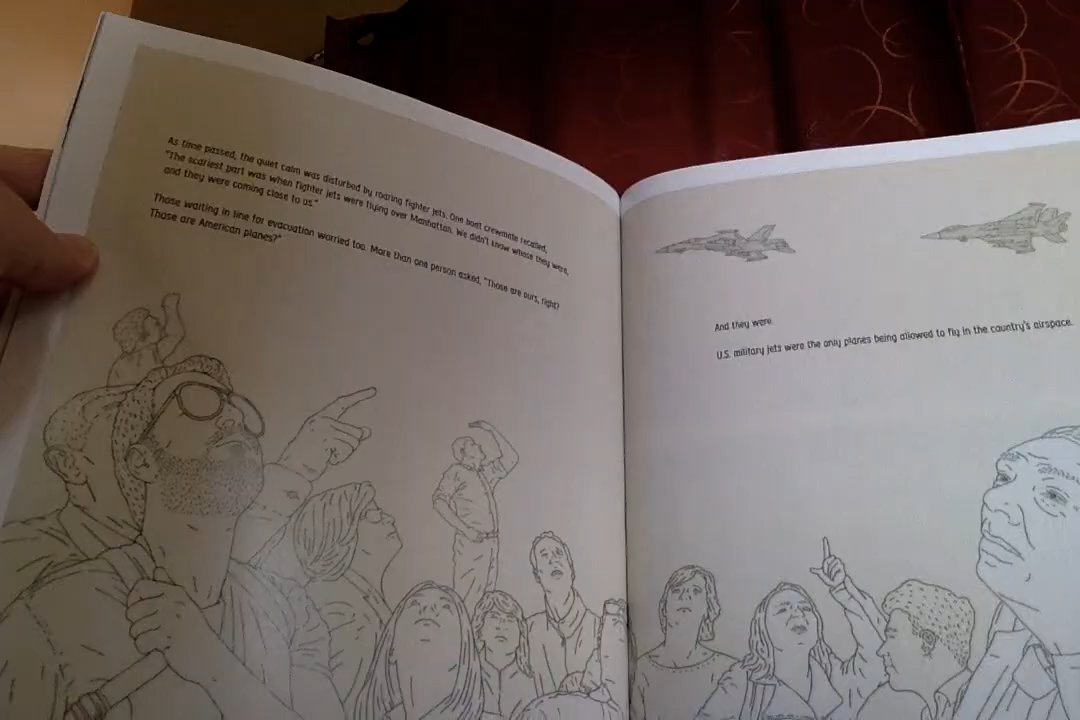 As time passed, the quiet calm was disturbed by roaring fighter jets. One boat crewmate recalled,
"The scariest part was when fighter jets were flying over Manhattan. We didn't know whose they were,
and they were coming close to us."
Those waiting in line for evacuation worried too. More than one person asked, "Those are ours, right?
Those are American planes?"
And they were.
U.S. military jets were the only planes being allowed to fly in the country's airspace.